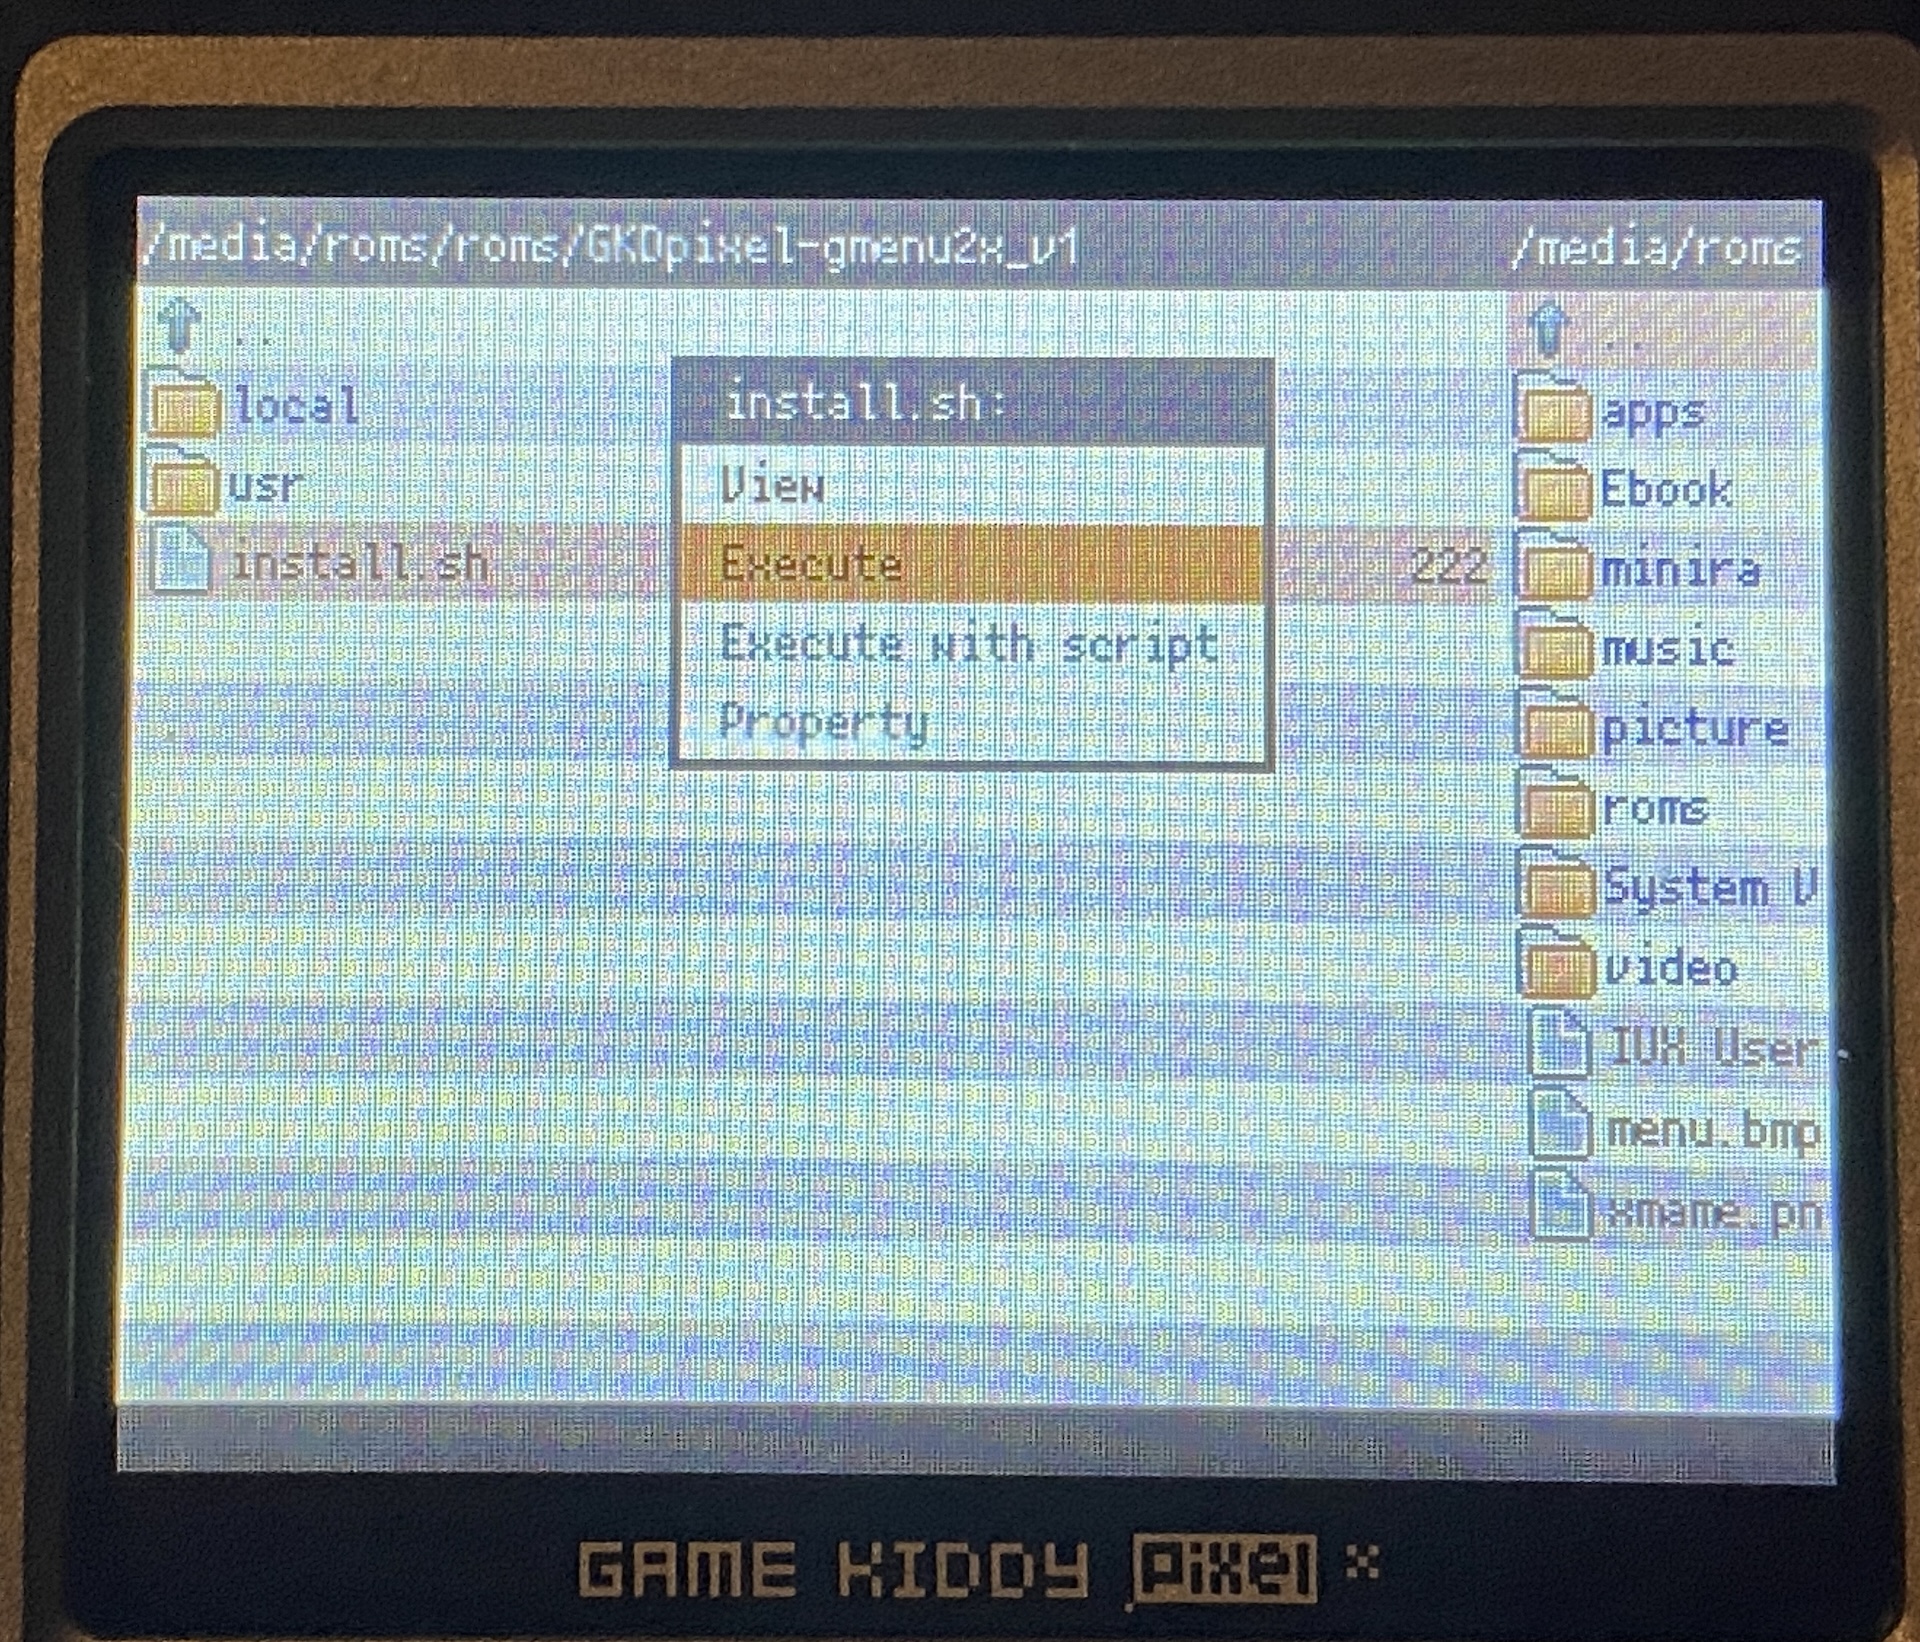 /media/roms/roms/GKDpixel-gmenu2x_v1
..
local
usr
install.sh
222
install.sh:
View
Execute
Execute with script
Property
/media/roms
..
apps
Ebook
minira
music
picture
roms
System V
video
IUX User
menu.bmp
xmame.pn
GAME KIDDY pixel